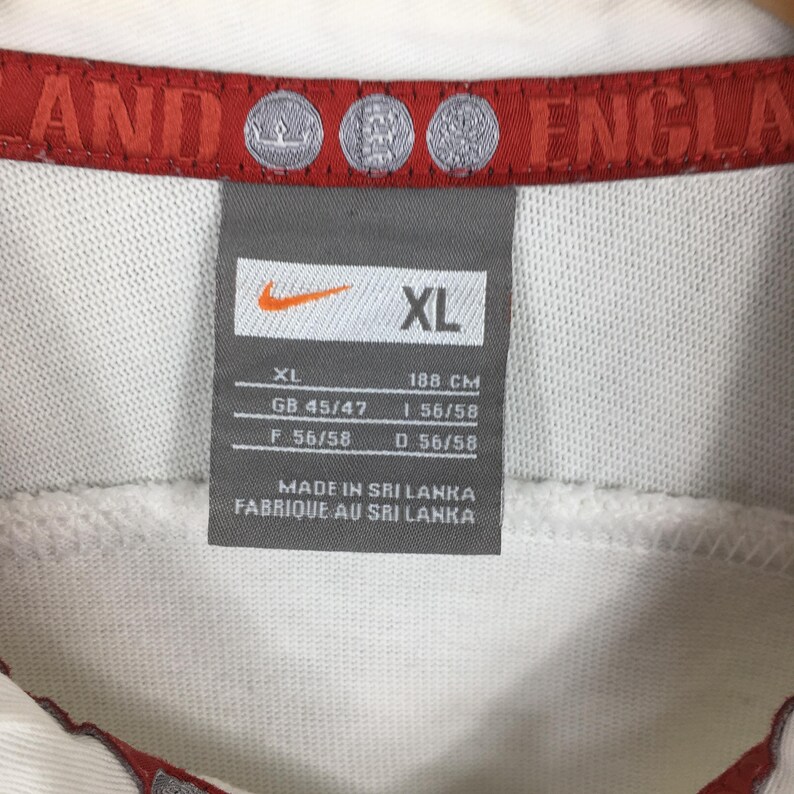 AND ENGLA
XL
XL 188 CM
GB 45/47 I 56/58
F 56/58 D 56/58
MADE IN SRI LANKA
FABRIQUE AU SRI LANKA